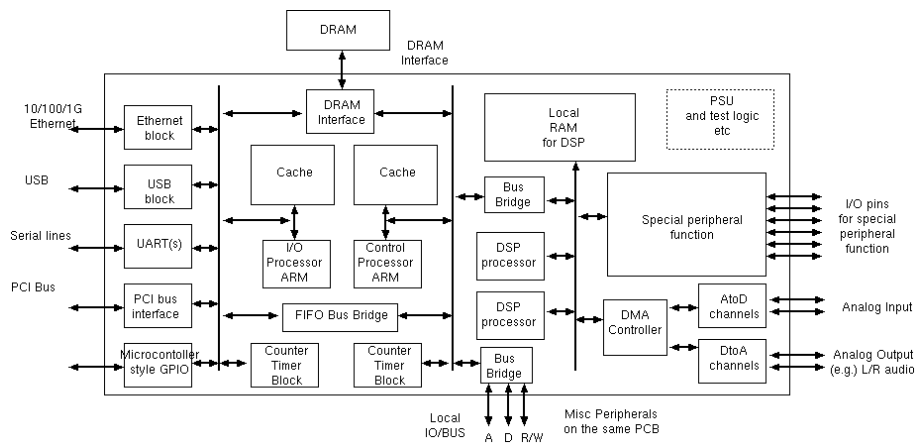 DRAM
DRAM
Interface
10/100/1G
Ethernet
Ethernet
block
DRAM
Interface
Local
RAM
for DSP
PSU
and test logic
etc
USB
USB
block
Cache
Cache
Bus
Bridge
Special peripheral
function
I/O pins
for special
peripheral
function
Serial lines
UART(s)
I/O
Processor
ARM
Control
Processor
ARM
DSP
processor
PCI Bus
PCI bus
interface
FIFO Bus Bridge
DSP
processor
DMA
Controller
AtoD
channels
Analog Input
Microcontoller
style GPIO
Counter
Timer
Block
Counter
Timer
Block
Bus
Bridge
DtoA
channels
Analog Output
(e.g.) L/R audio
Local
IO/BUS
A D R/W
Misc Peripherals
on the same PCB